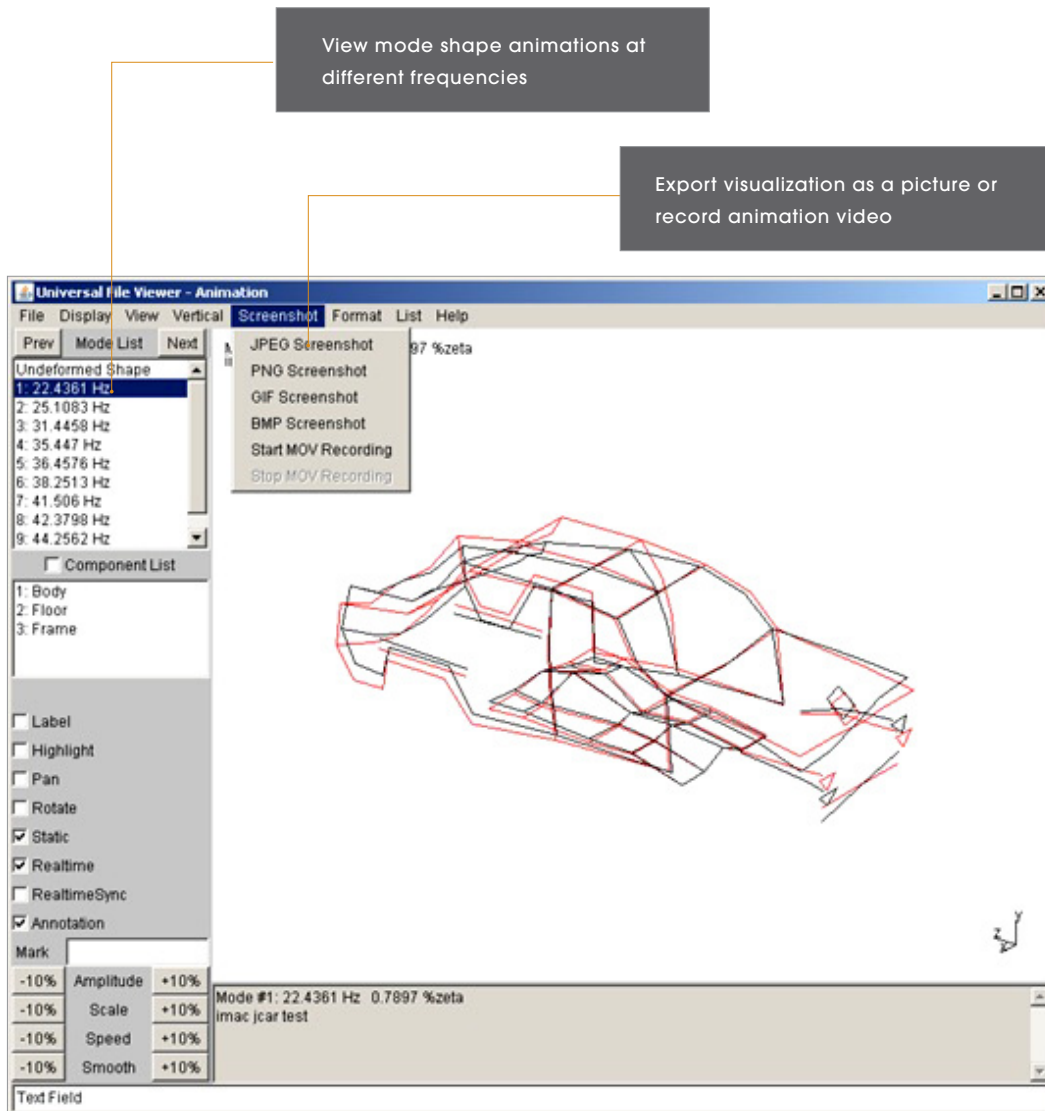 View mode shape animations at
different frequencies
Export visualization as a picture or
record animation video
Universal File Viewer - Animation
File Display View Vertical Screenshot Format List Help
Prev Mode List Next
Undeformed Shape
1: 22.4361 Hz
2: 25.1083 Hz
3: 31.4458 Hz
4: 35.447 Hz
5: 36.4576 Hz
6: 38.2513 Hz
7: 41.506 Hz
8: 42.3798 Hz
9: 44.2562 Hz
JPEG Screenshot
PNG Screenshot
GIF Screenshot
BMP Screenshot
Start MOV Recording
Stop MOV Recording
97 %zeta
Component List
1: Body
2: Floor
3: Frame
Label
Highlight
Pan
Rotate
Static
Realtime
RealtimeSync
Annotation
Mark
-10% Amplitude +10%
-10% Scale +10%
-10% Speed +10%
-10% Smooth +10%
y
z
x
Mode #1: 22.4361 Hz 0.7897 %zeta
imac jcar test
Text Field